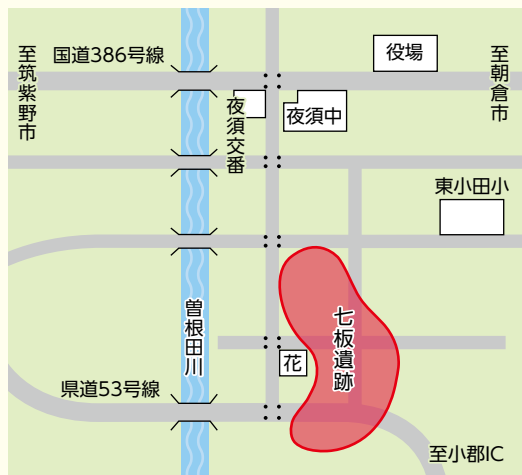 国道386号線
役場
至筑紫野市
至朝倉市
夜須交番
夜須中
東小田小
曽根田川
七板遺跡
花
県道53号線
至小郡IC